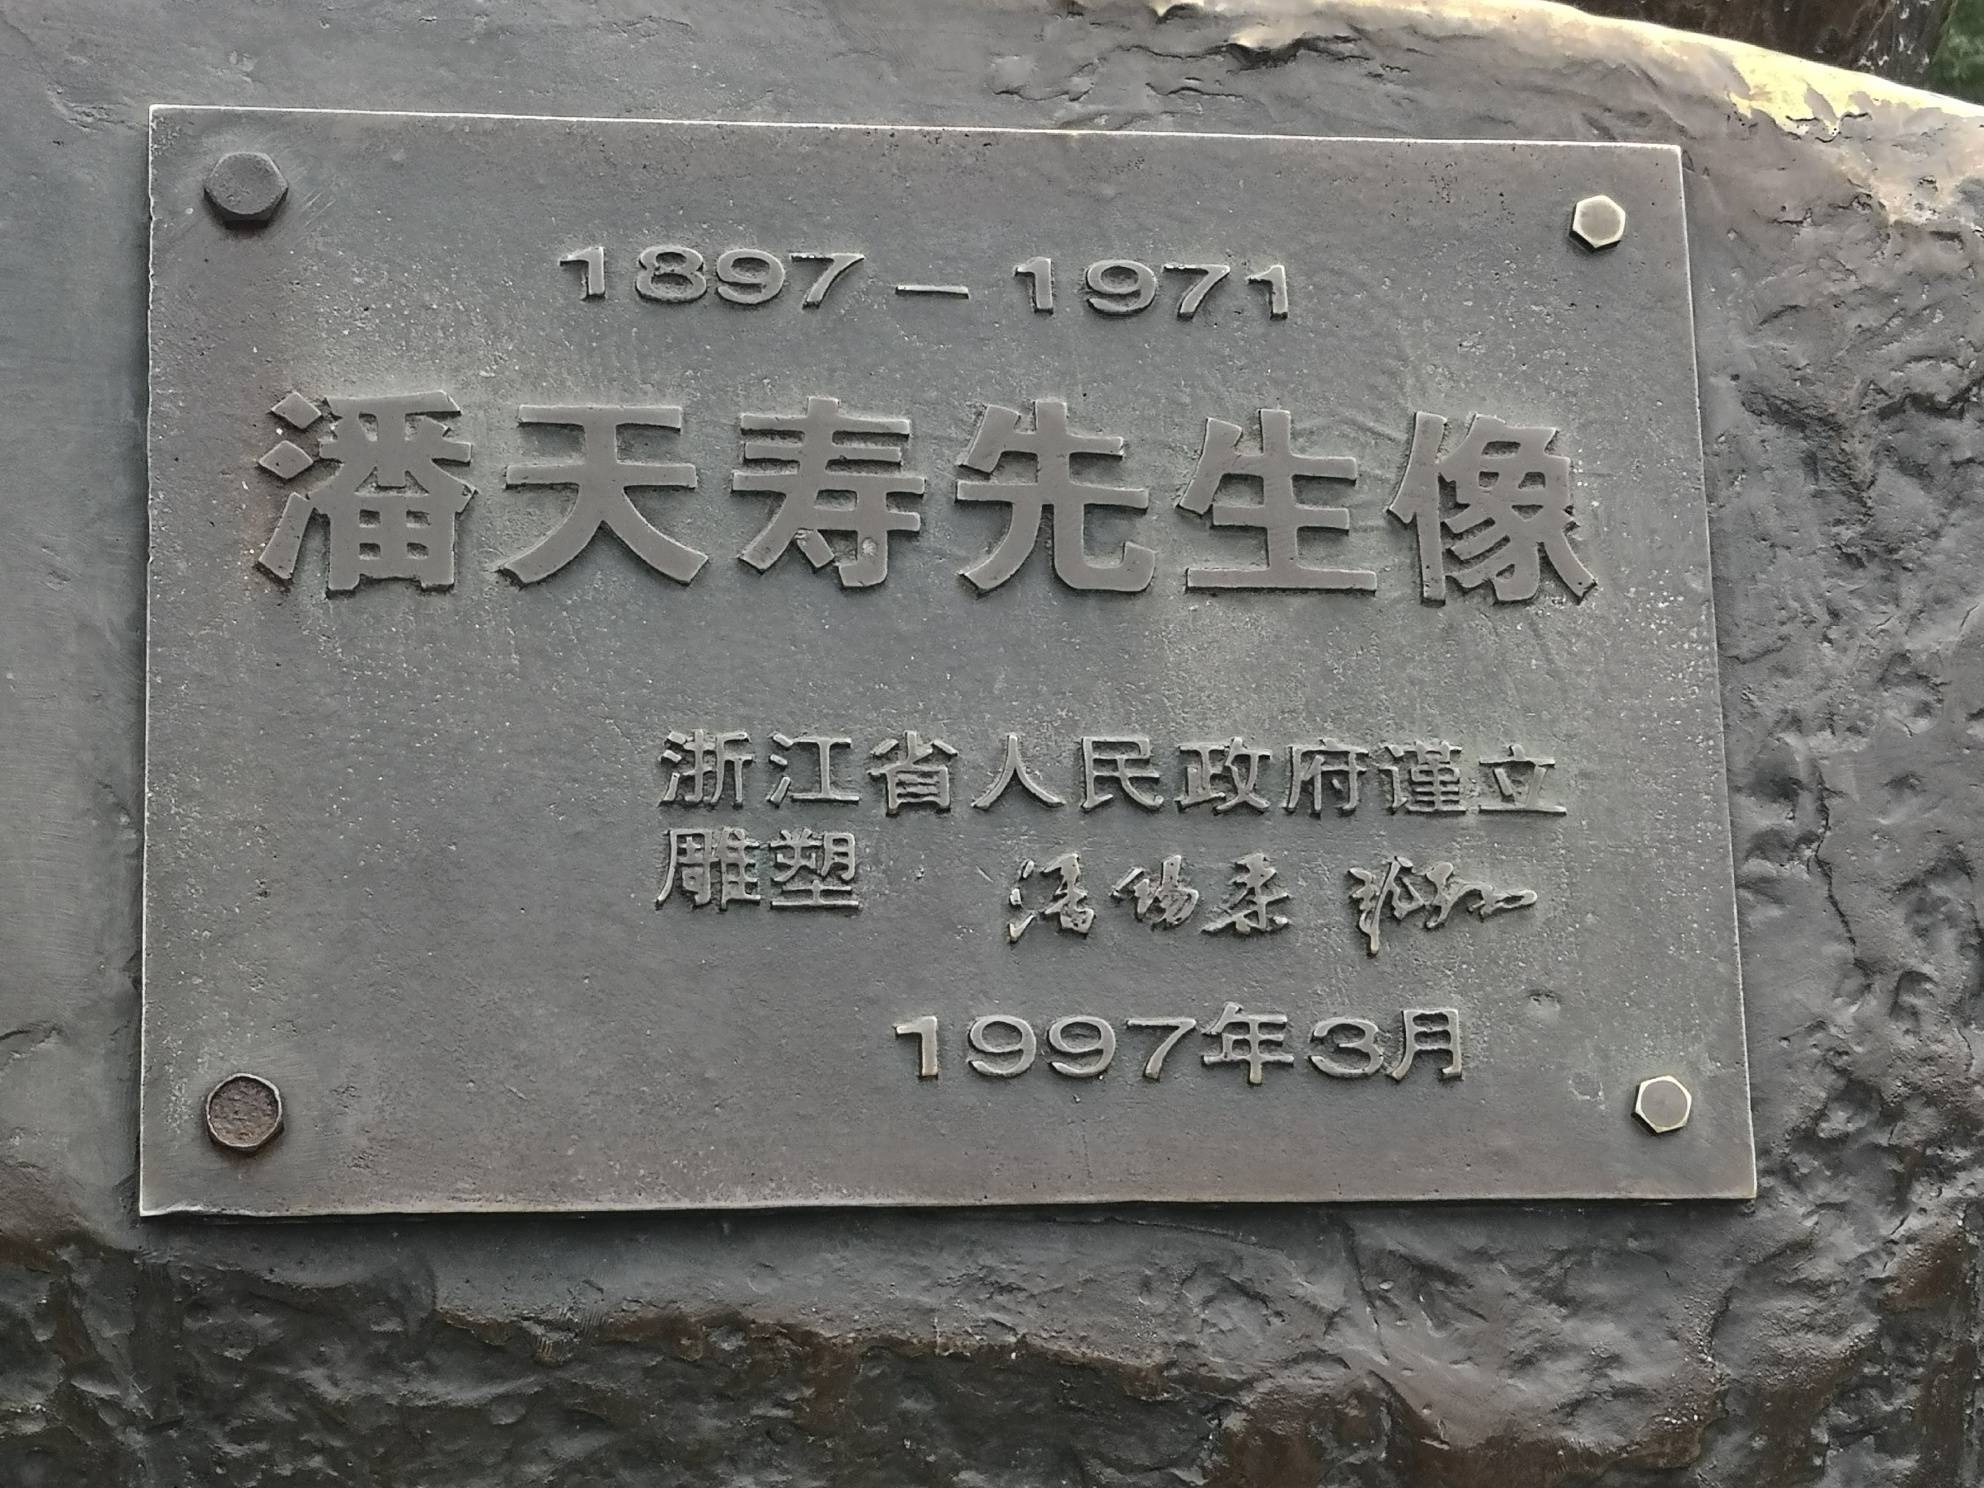 1897－1971
潘天寿先生像
浙江省人民政府谨立
雕塑 潘锡柔
1997年3月